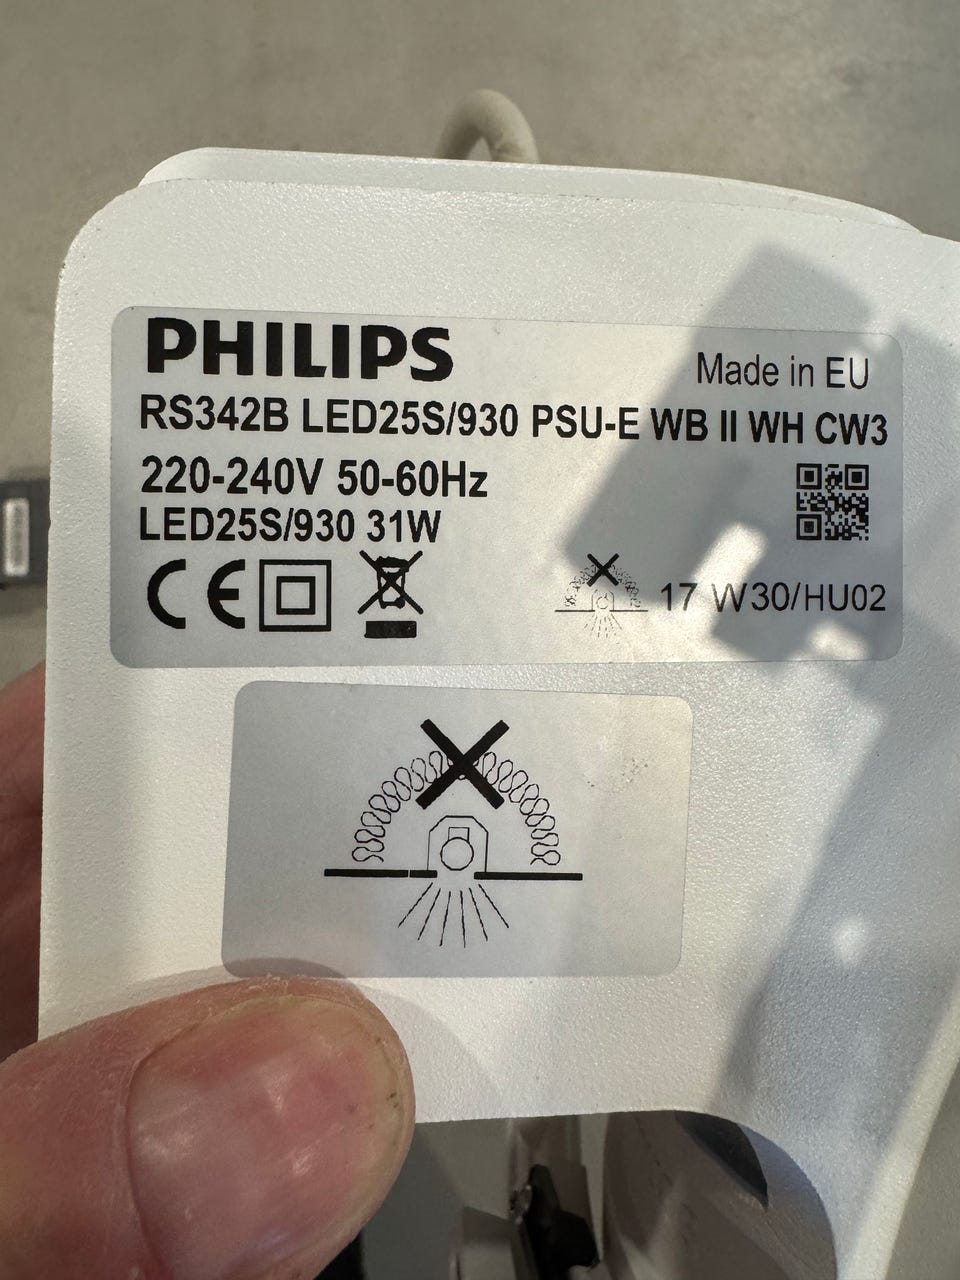 PHILIPS
Made in EU
RS342B LED25S/930 PSU-E WB II WH CW3
220-240V 50-60Hz
LED25S/930 31W
CE
17 W30/HU02